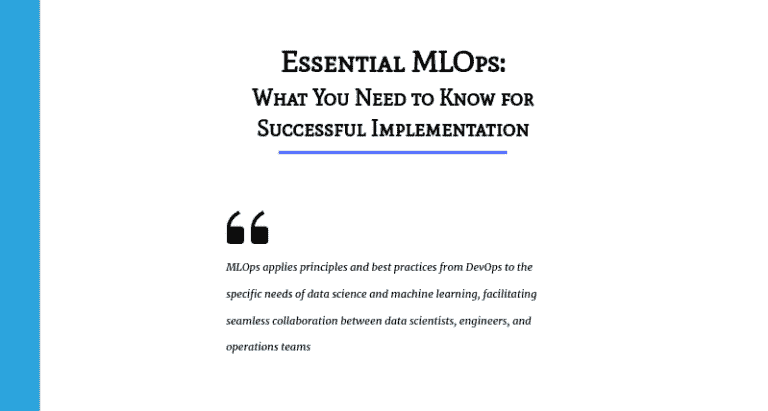 Essential MLOps:
What You Need to Know for
Successful Implementation
“
MLOps applies principles and best practices from DevOps to the
specific needs of data science and machine learning, facilitating
seamless collaboration between data scientists, engineers, and
operations teams